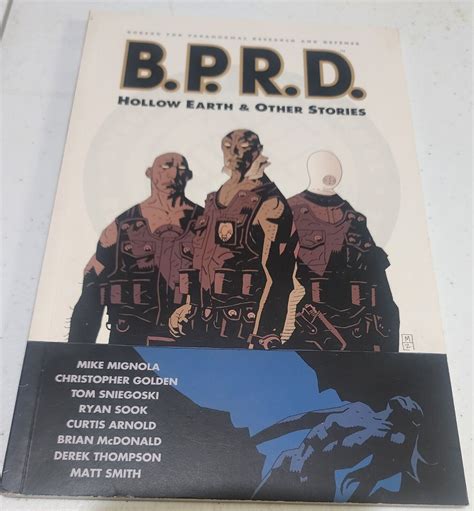 BUREAU FOR PARANORMAL RESEARCH AND DEFENSE
B.P.R.D.™
HOLLOW EARTH & OTHER STORIES
MIKE MIGNOLA
CHRISTOPHER GOLDEN
TOM SNIEGOSKI
RYAN SOOK
CURTIS ARNOLD
BRIAN MCDONALD
DEREK THOMPSON
MATT SMITH